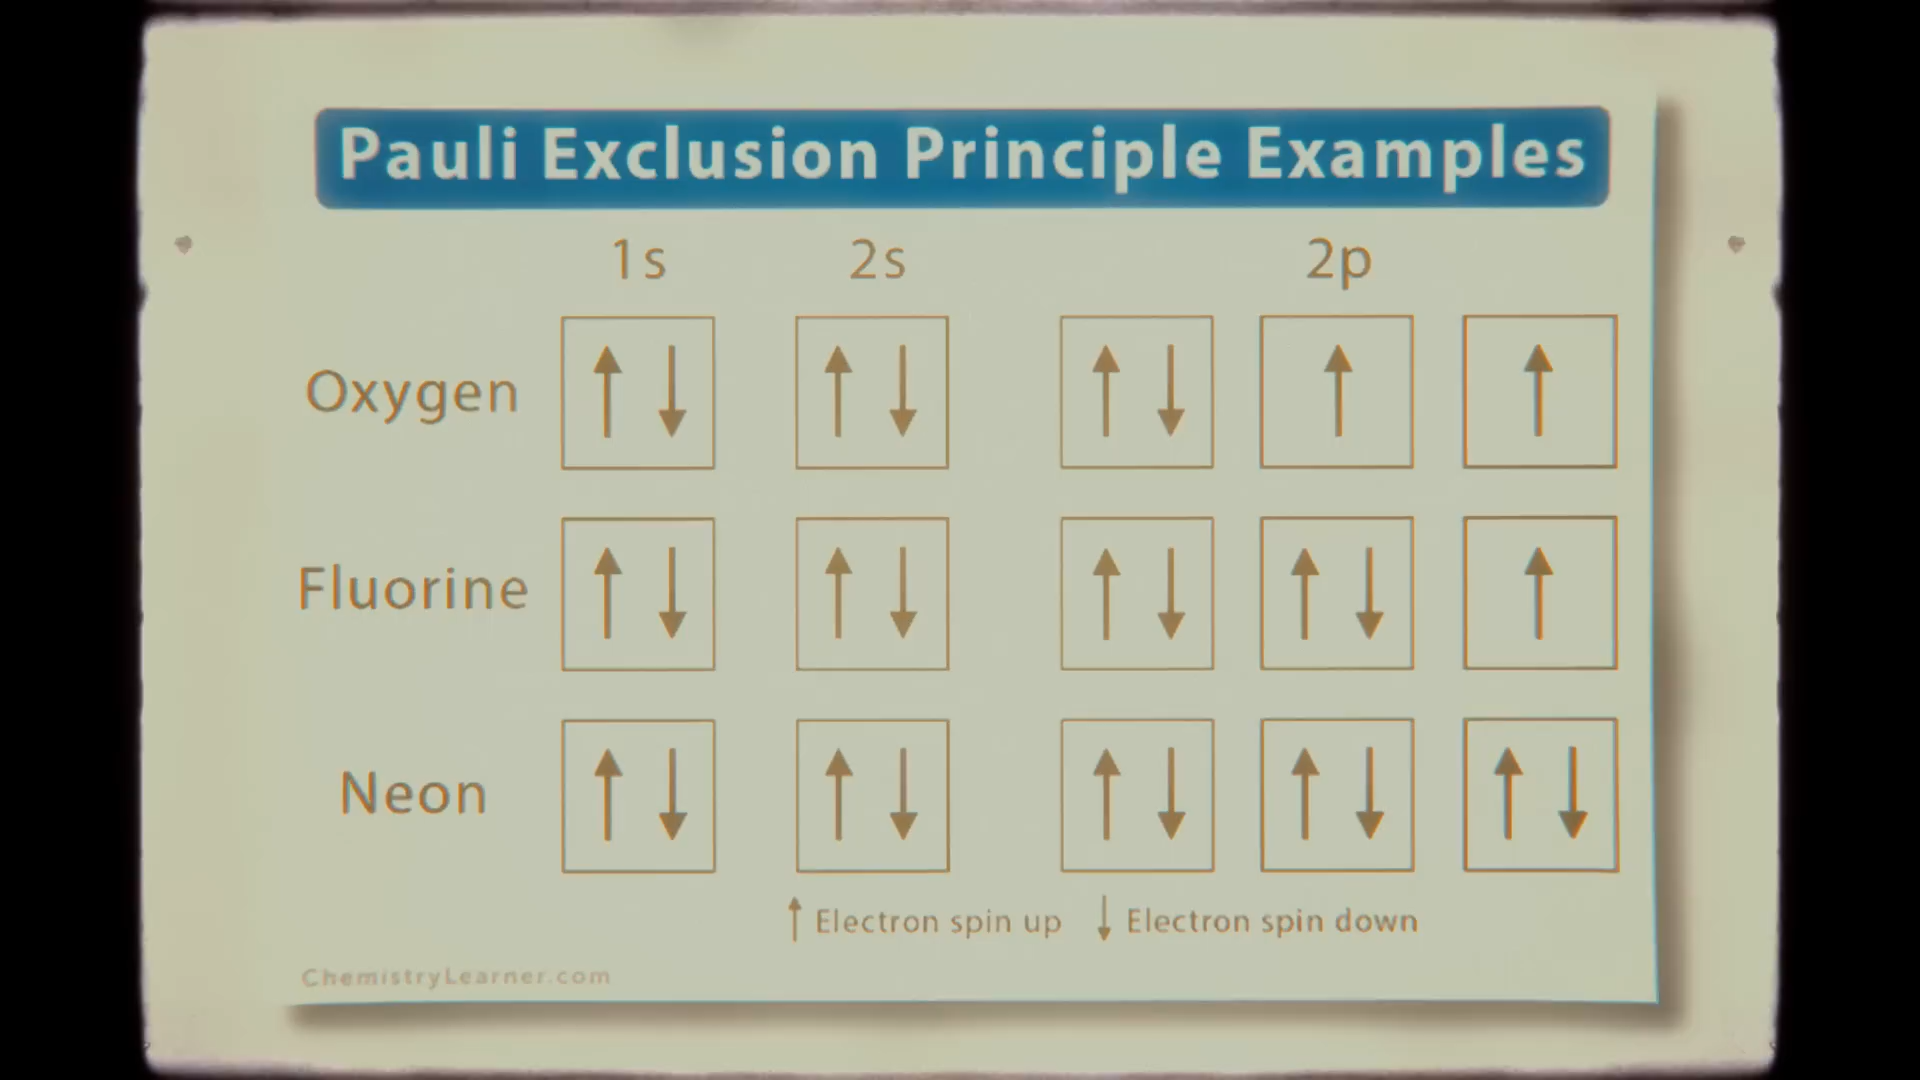 Pauli Exclusion Principle Examples
1s 2s 2p
Oxygen
Fluorine
Neon
Electron spin up Electron spin down
ChemistryLearner.com